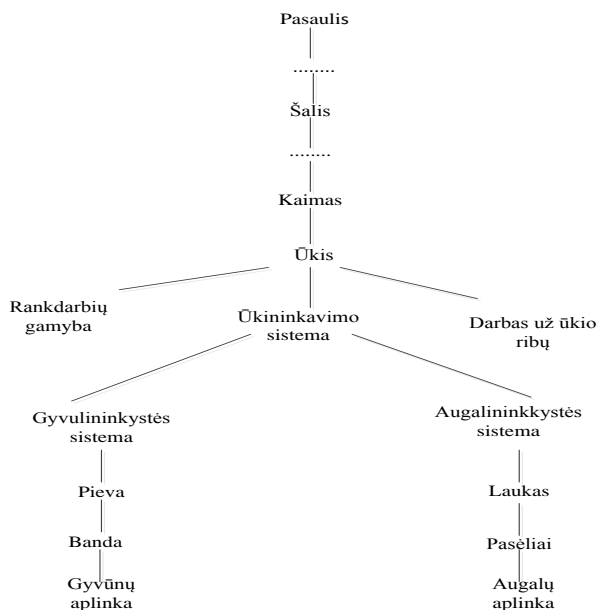 Pasaulis
........
Šalis
........
Kaimas
Ūkis
Rankdarbių
gamyba
Ūkininkavimo
sistema
Darbas už ūkio
ribų
Gyvulininkystės
sistema
Augalininkkystės
sistema
Pieva
Laukas
Banda
Pasėliai
Gyvūnų
aplinka
Augalų
aplinka